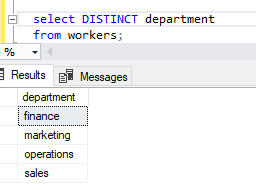 select DISTINCT department
from workers;
%
Results Messages
department
finance
marketing
operations
sales